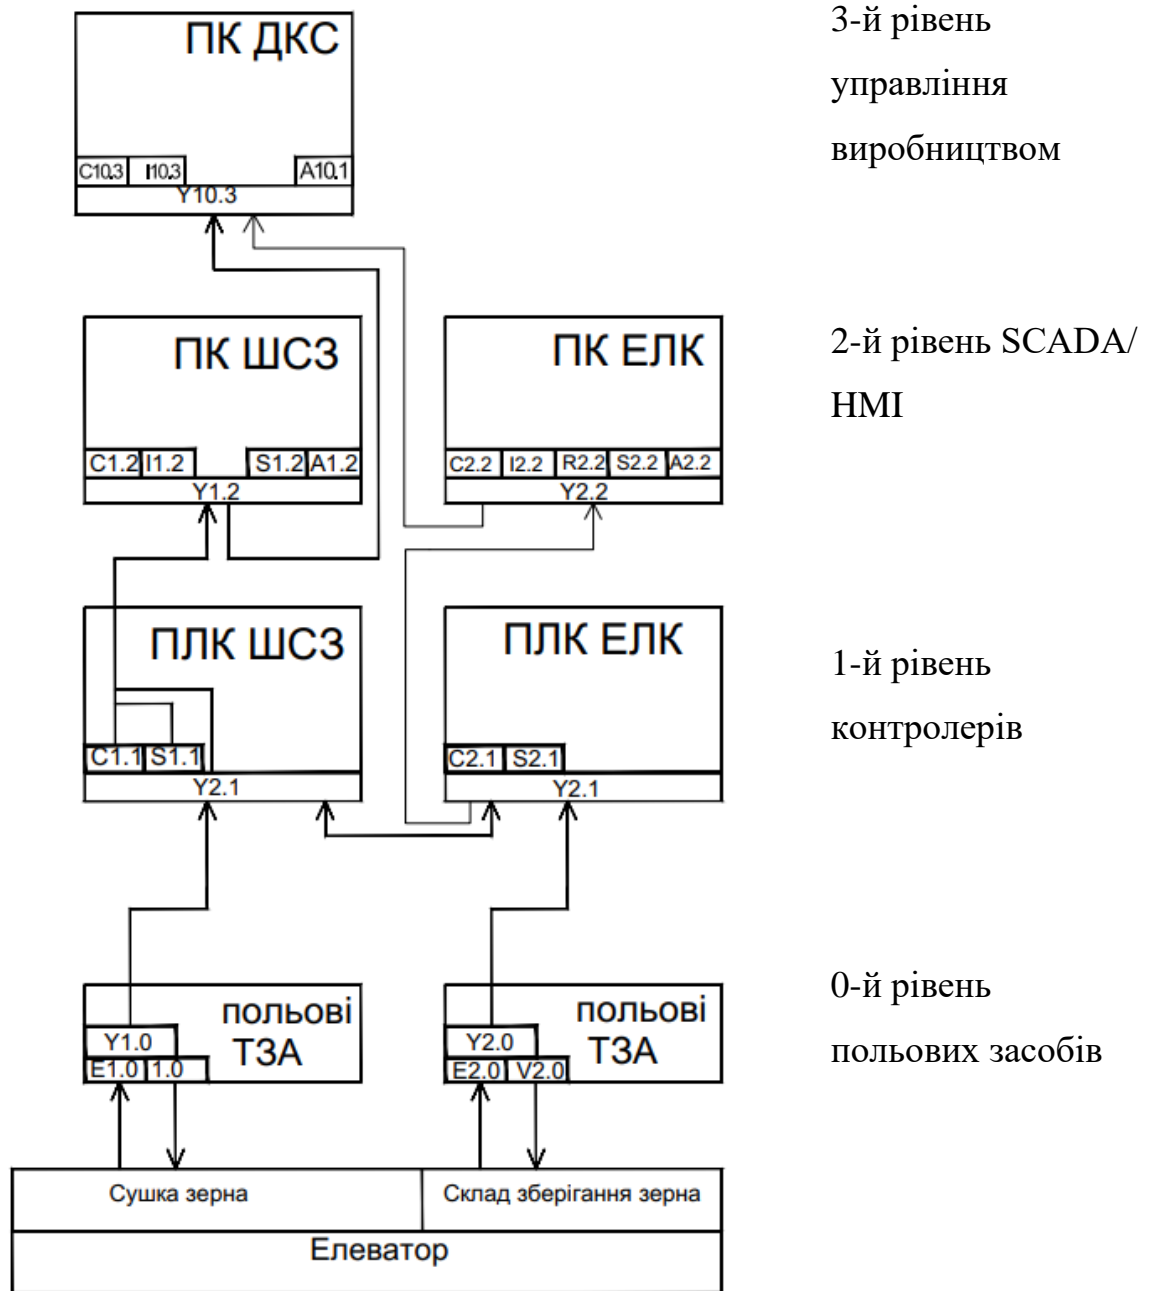 ПК ДКС
C10.3 I10.3 A10.1
Y10.3
3-й рівень
управління
виробництвом
ПК ШСЗ
C1.2 I1.2 S1.2 A1.2
Y1.2
ПК ЕЛК
C2.2 I2.2 R2.2 S2.2 A2.2
Y2.2
2-й рівень SCADA/
HMI
ПЛК ШСЗ
C1.1 S1.1
Y2.1
ПЛК ЕЛК
C2.1 S2.1
Y2.1
1-й рівень
контролерів
польові
ТЗА
Y1.0
E1.0 1.0
польові
ТЗА
Y2.0
E2.0 V2.0
0-й рівень
польових засобів
Сушка зерна
Склад зберігання зерна
Елеватор